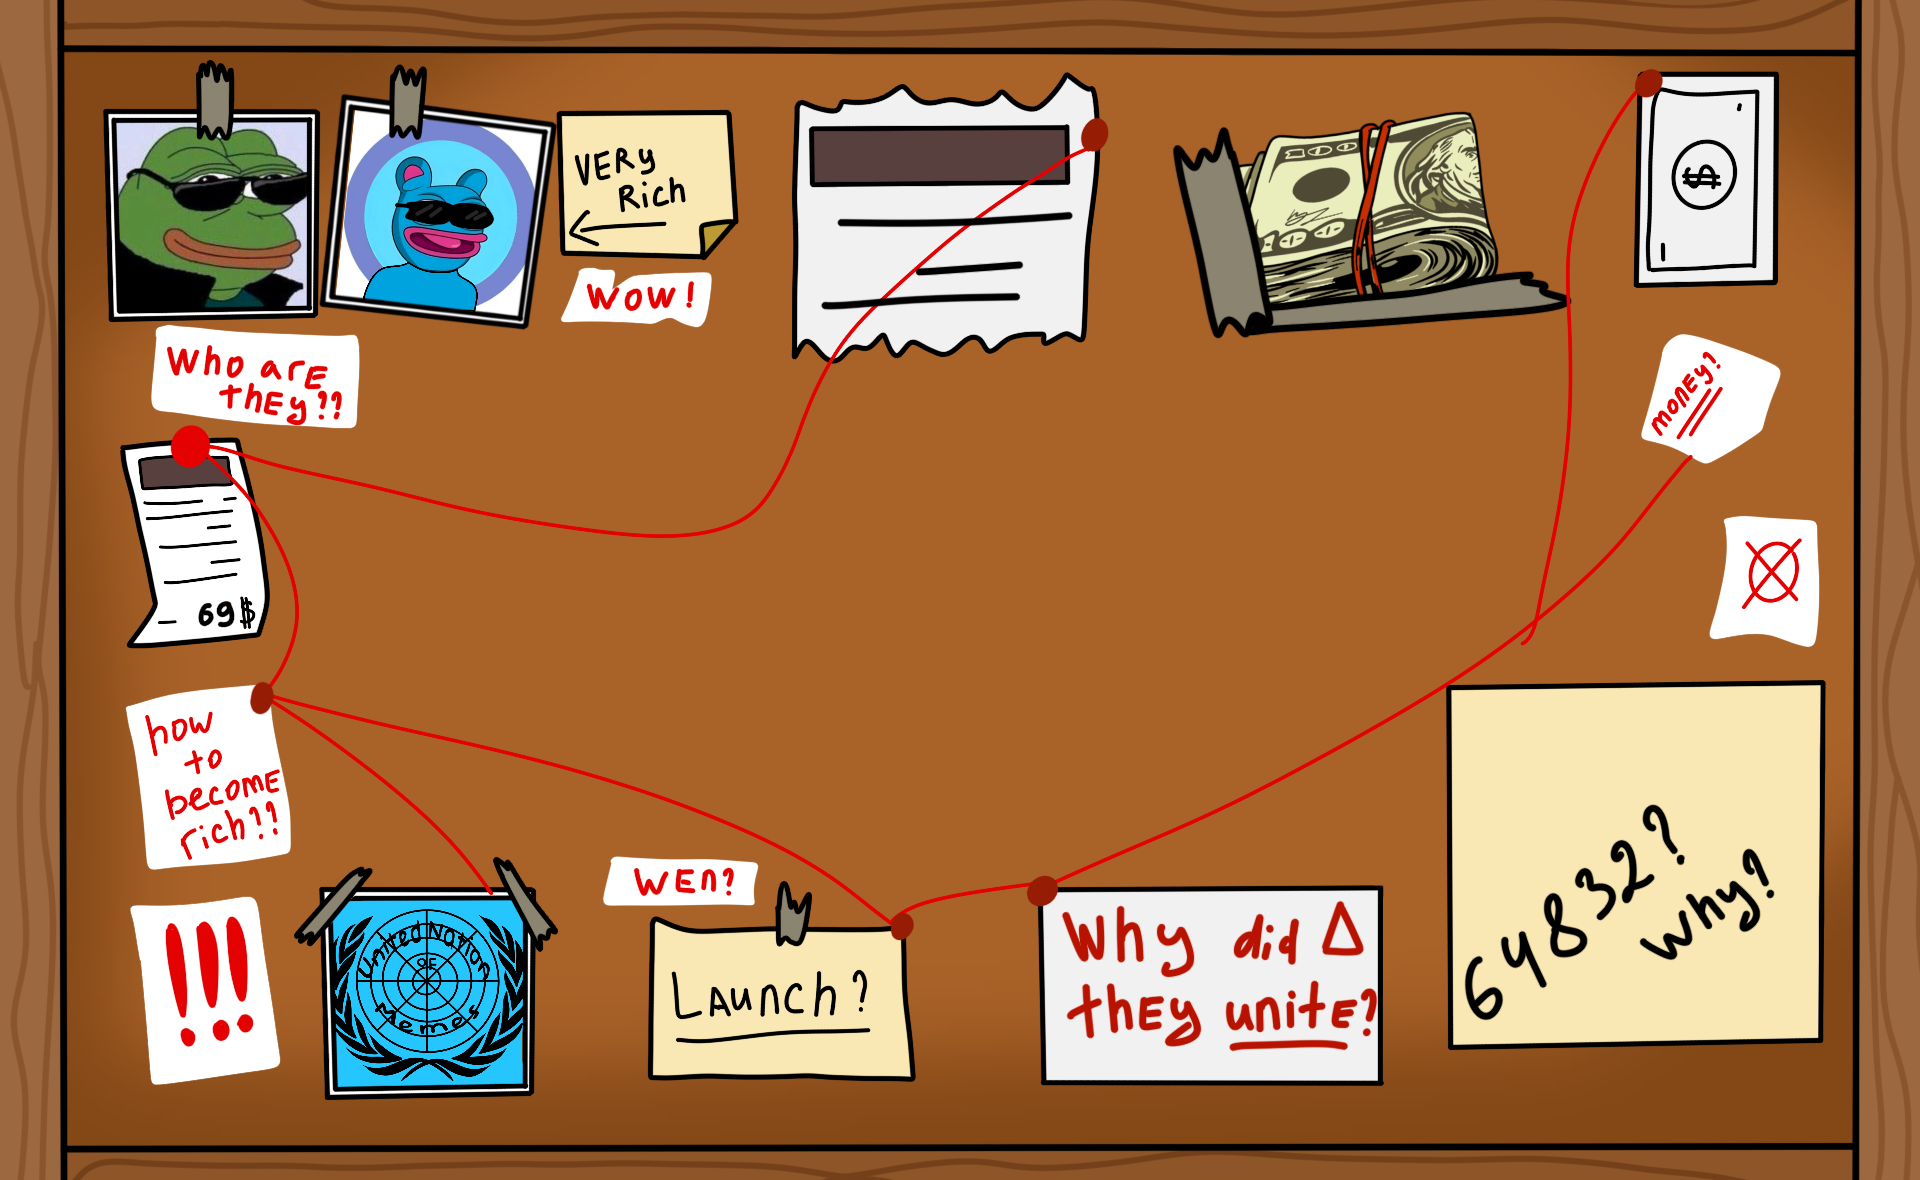 VERY
Rich
WOW!
Who arE
thEy??
69$
how
to
becomE
rich??
!!!
United Nation
OF
Memes
WEn?
LAunch?
Why did Δ
thEy unitE?
$
monEy?
64832?
Why?